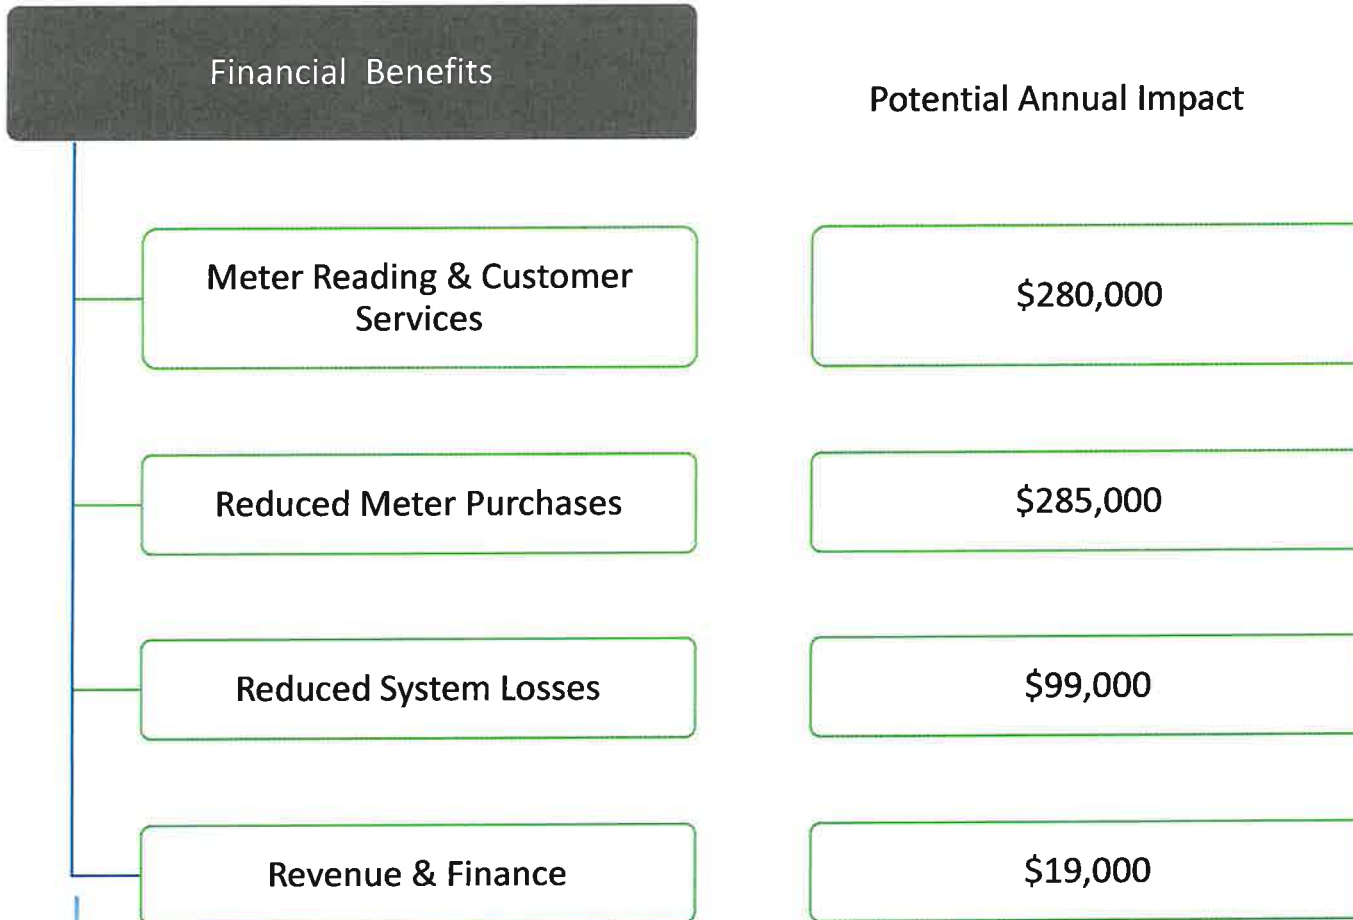 Financial Benefits
Potential Annual Impact
Meter Reading & Customer
Services
$280,000
Reduced Meter Purchases
$285,000
Reduced System Losses
$99,000
Revenue & Finance
$19,000